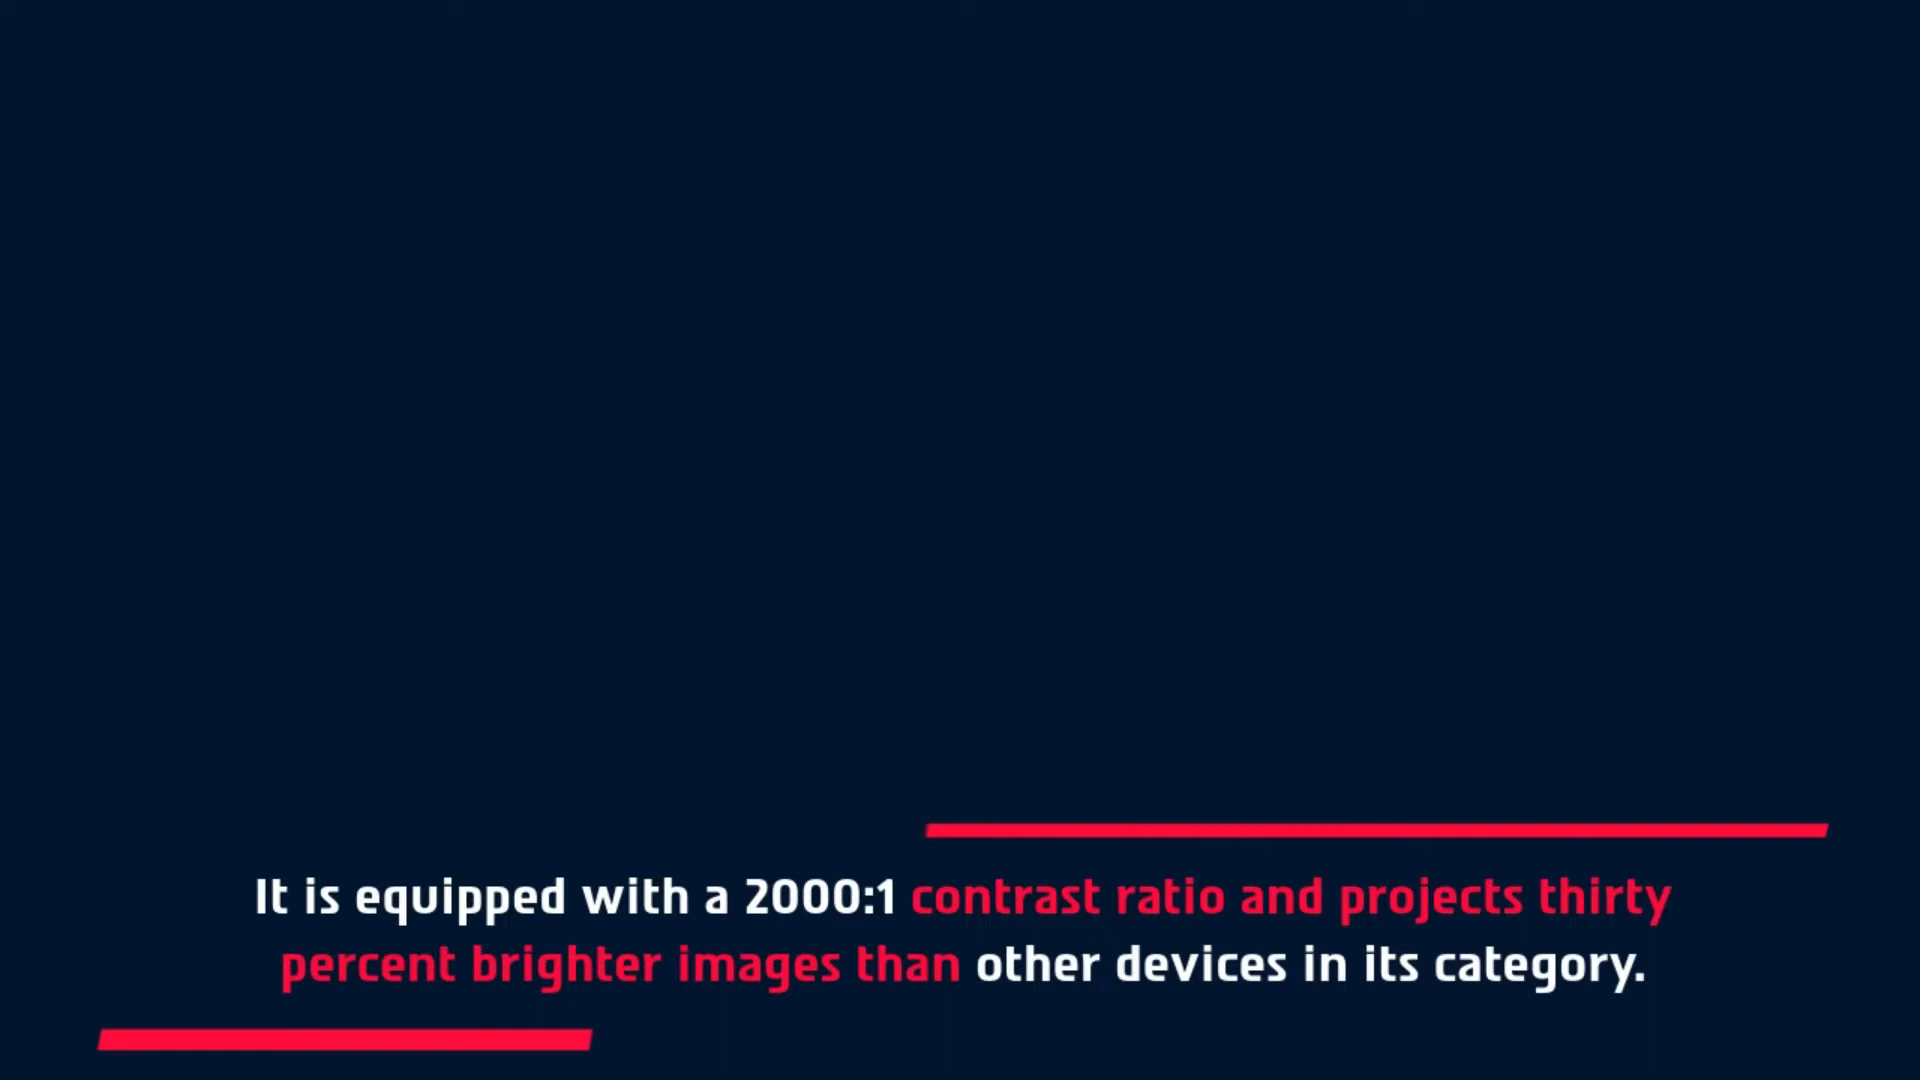 It is equipped with a 2000:1 contrast ratio and projects thirty
percent brighter images than other devices in its category.